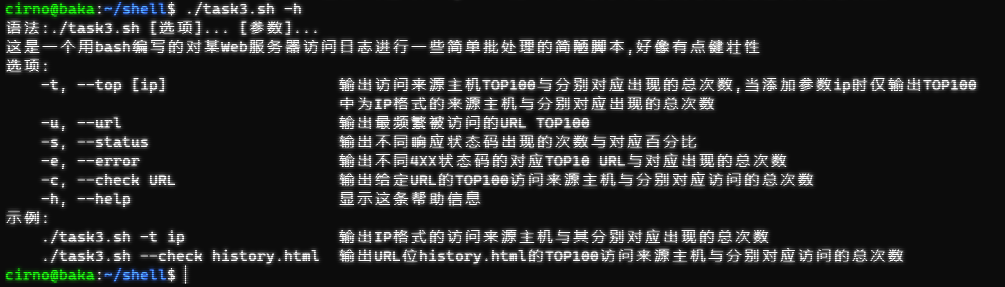 cirno@baka:~/shell$ ./task3.sh -h
语法:./task3.sh [选项]... [参数]...
这是一个用bash编写的对某Web服务器访问日志进行一些简单批处理的简陋脚本,好像有点健壮性
选项:
-t, --top [ip] 输出访问来源主机TOP100与分别对应出现的总次数,当添加参数ip时仅输出TOP100
中为IP格式的来源主机与分别对应出现的总次数
-u, --url 输出最频繁被访问的URL TOP100
-s, --status 输出不同响应状态码出现的次数与对应百分比
-e, --error 输出不同4XX状态码的对应TOP10 URL与对应出现的总次数
-c, --check URL 输出给定URL的TOP100访问来源主机与分别对应访问的总次数
-h, --help 显示这条帮助信息
示例:
./task3.sh -t ip 输出IP格式的访问来源主机与其分别对应出现的总次数
./task3.sh --check history.html 输出URL位history.html的TOP100访问来源主机与分别对应访问的总次数
cirno@baka:~/shell$